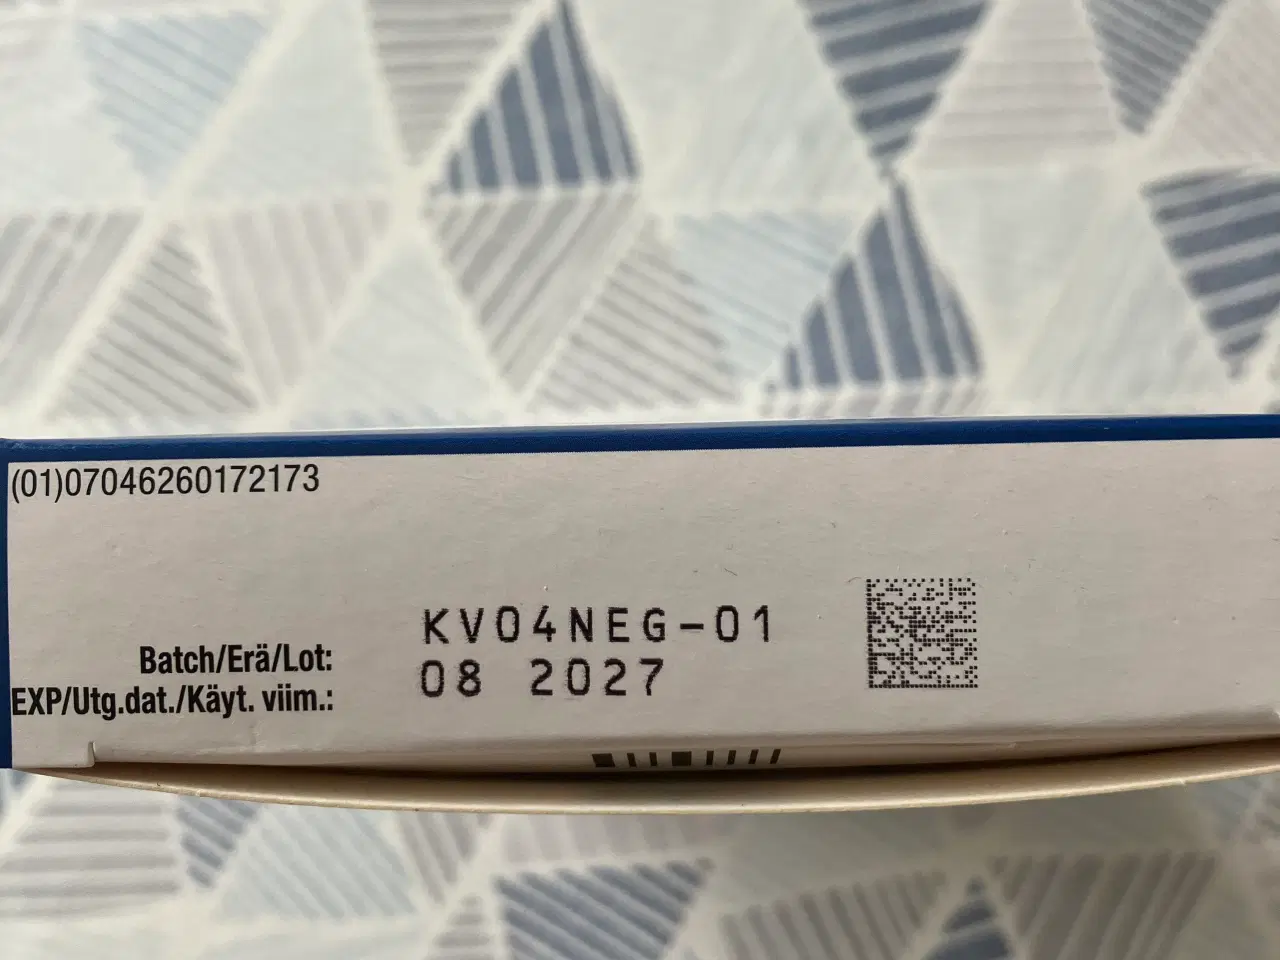 (01)07046260172173
Batch/Erä/Lot: KV04NEG-01
EXP/Utg.dat./Käyt. viim.: 08 2027